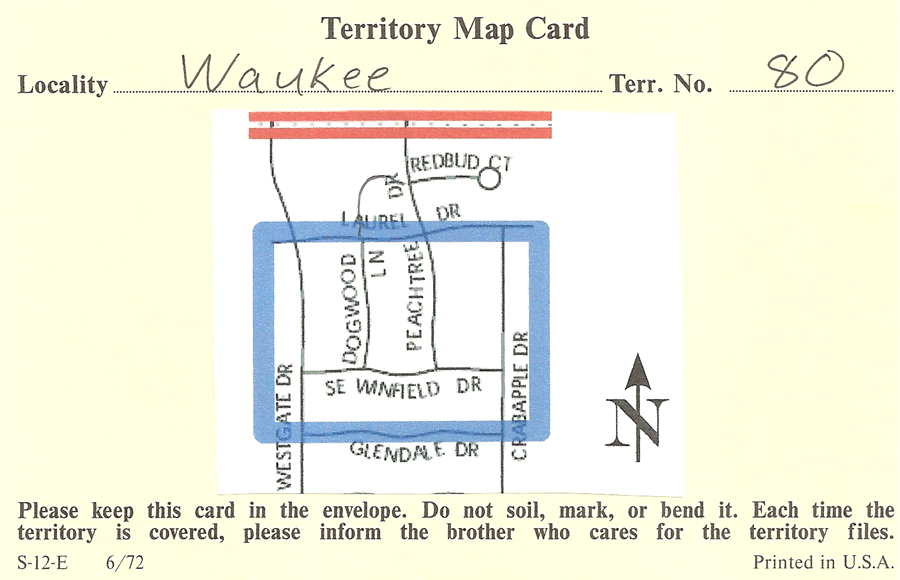 Territory Map Card
Locality Waukee Terr. No. 80
REDBUD CT
DR
LAUREL DR
DOGWOOD
LN
PEACHTREE
SE WINFIELD DR
WESTGATE DR
CRABAPPLE DR
GLENDALE DR
N
Please keep this card in the envelope. Do not soil, mark, or bend it. Each time the
territory is covered, please inform the brother who cares for the territory files.
S-12-E 6/72 Printed in U.S.A.